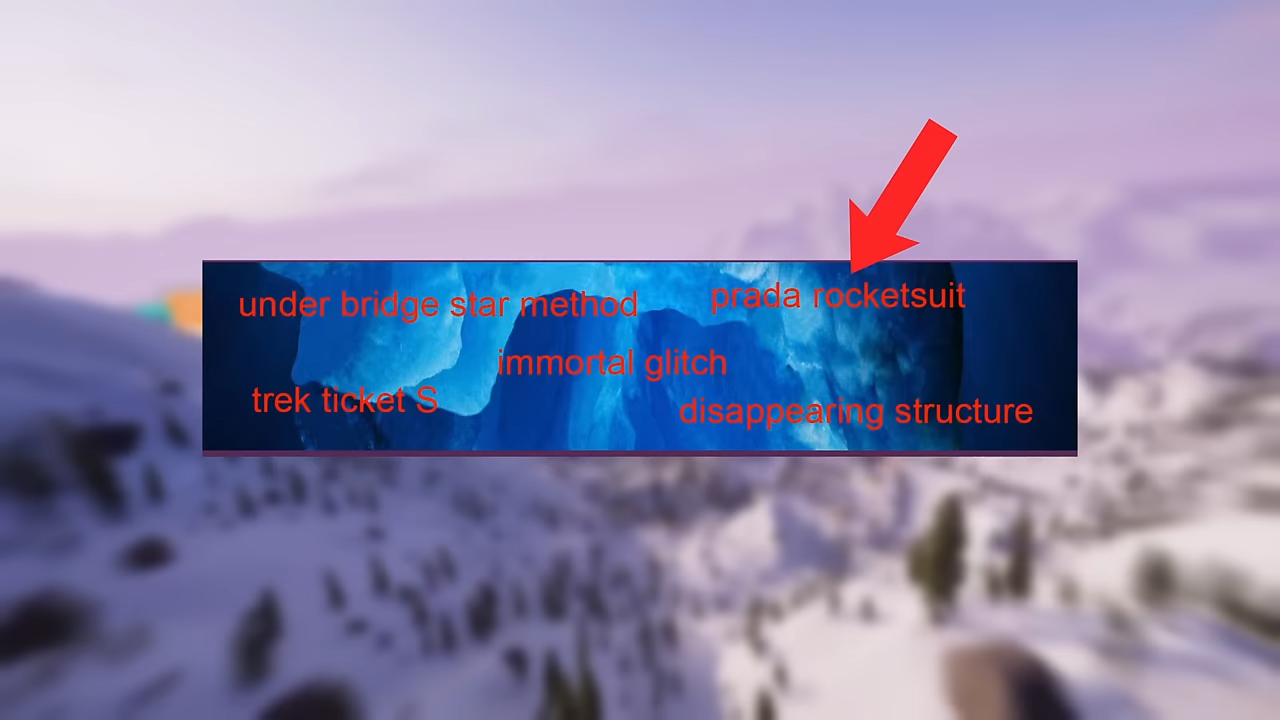 under bridge star method
prada rocketsuit
immortal glitch
trek ticket S
disappearing structure